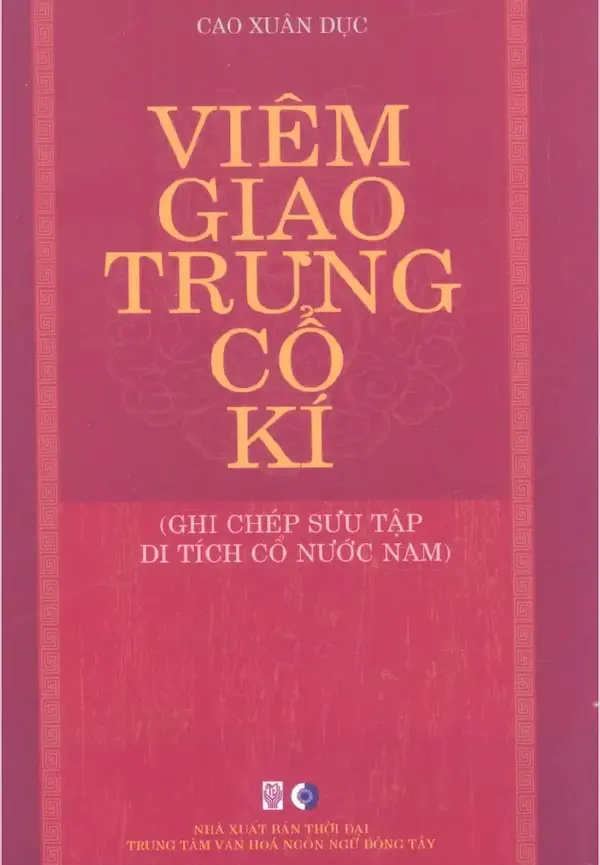 CAO XUÂN DỤC
VIÊM
GIAO
TRƯNG
CỔ
KÍ
(GHI CHÉP SƯU TẬP
DI TÍCH CỔ NƯỚC NAM)
NHÀ XUẤT BẢN THỜI ĐẠI
TRUNG TÂM VĂN HOÁ NGÔN NGỮ ĐÔNG TÂY